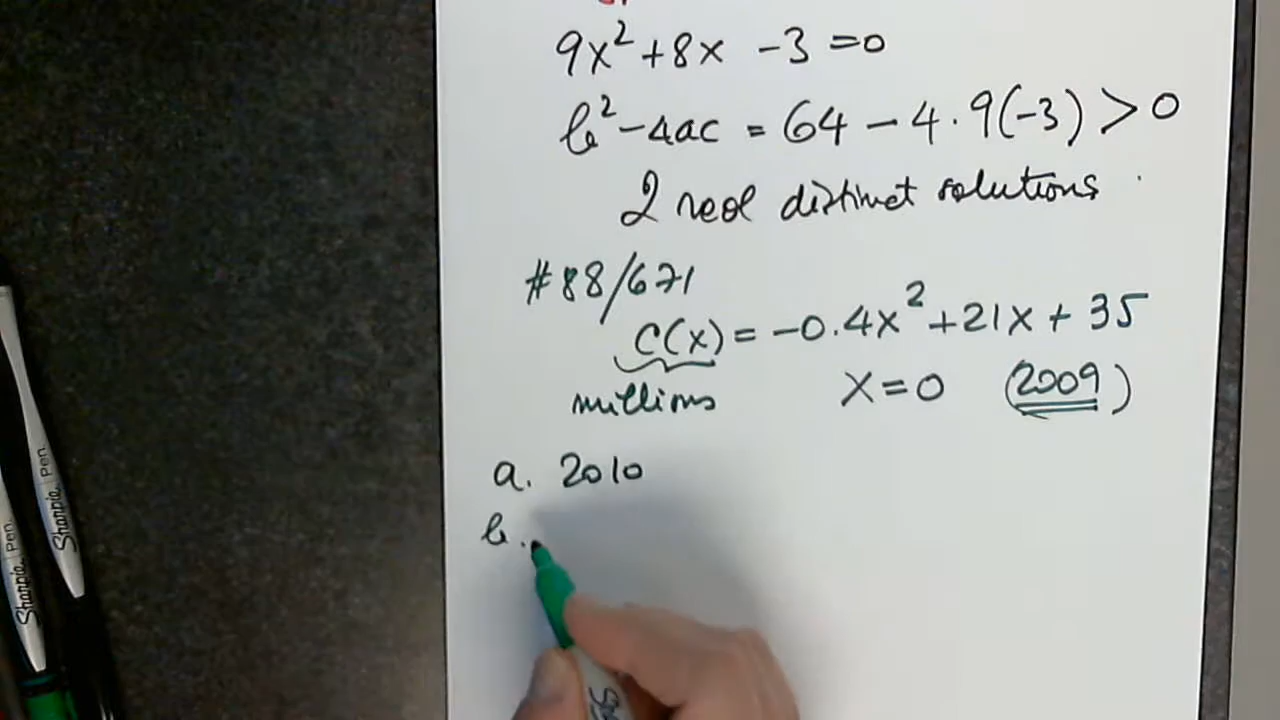 9x² + 8x - 3 = 0
b² - 4ac = 64 - 4 · 9(-3) > 0
2 real distinct solutions
#88/671
C(x) = -0.4x² + 21x + 35
millions x = 0 (2009)
a. 2010
b.
Sharpie Pen.
Sharpie Pen.